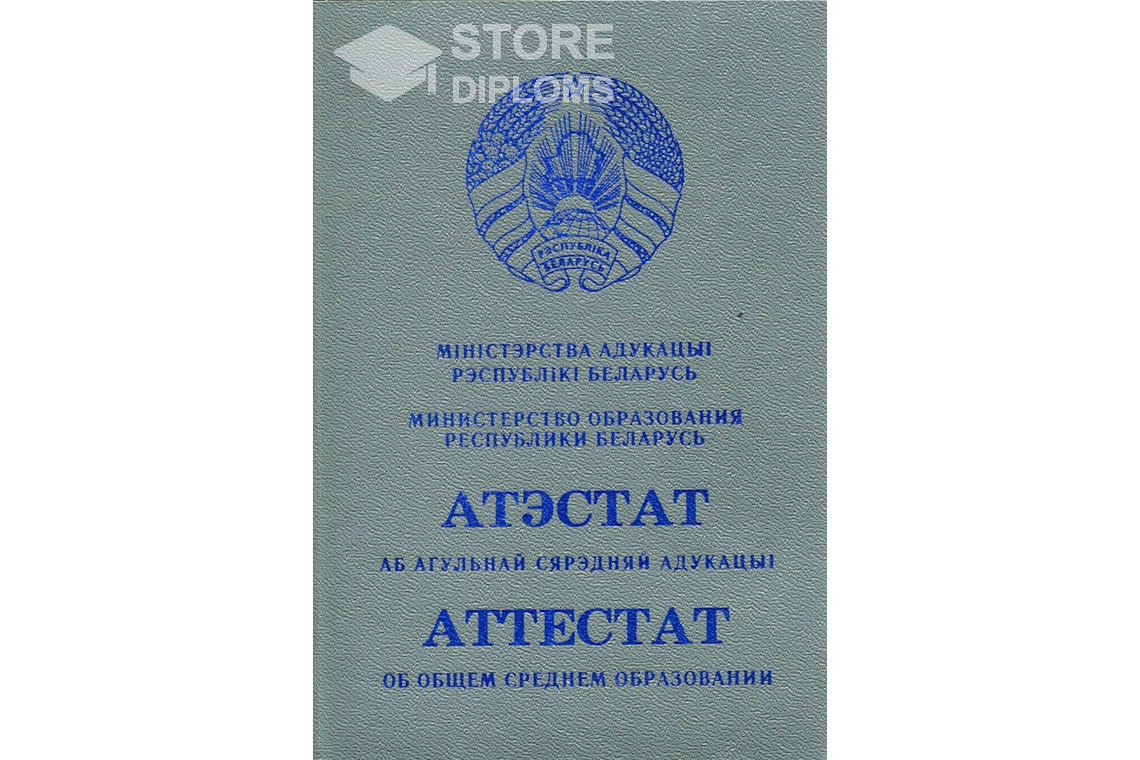 STORE
DIPLOMS
РЭСПУБЛІКА
БЕЛАРУСЬ
МІНІСТЭРСТВА АДУКАЦЫІ
РЭСПУБЛІКІ БЕЛАРУСЬ
МИНИСТЕРСТВО ОБРАЗОВАНИЯ
РЕСПУБЛИКИ БЕЛАРУСЬ
АТЭСТАТ
АБ АГУЛЬНАЙ СЯРЭДНЯЙ АДУКАЦЫІ
АТТЕСТАТ
ОБ ОБЩЕМ СРЕДНЕМ ОБРАЗОВАНИИ